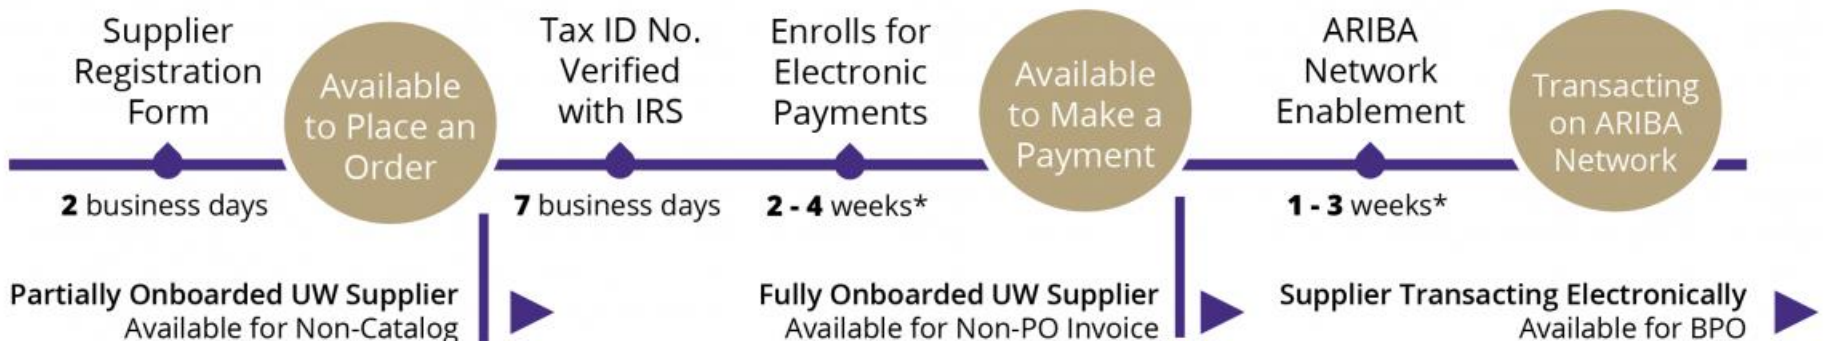 Supplier
Registration
Form
2 business days
Available
to Place an
Order
Tax ID No.
Verified
with IRS
7 business days
Enrolls for
Electronic
Payments
2 - 4 weeks*
Available
to Make a
Payment
ARIBA
Network
Enablement
1 - 3 weeks*
Transacting
on ARIBA
Network
Partially Onboarded UW Supplier
Available for Non-Catalog
Fully Onboarded UW Supplier
Available for Non-PO Invoice
Supplier Transacting Electronically
Available for BPO